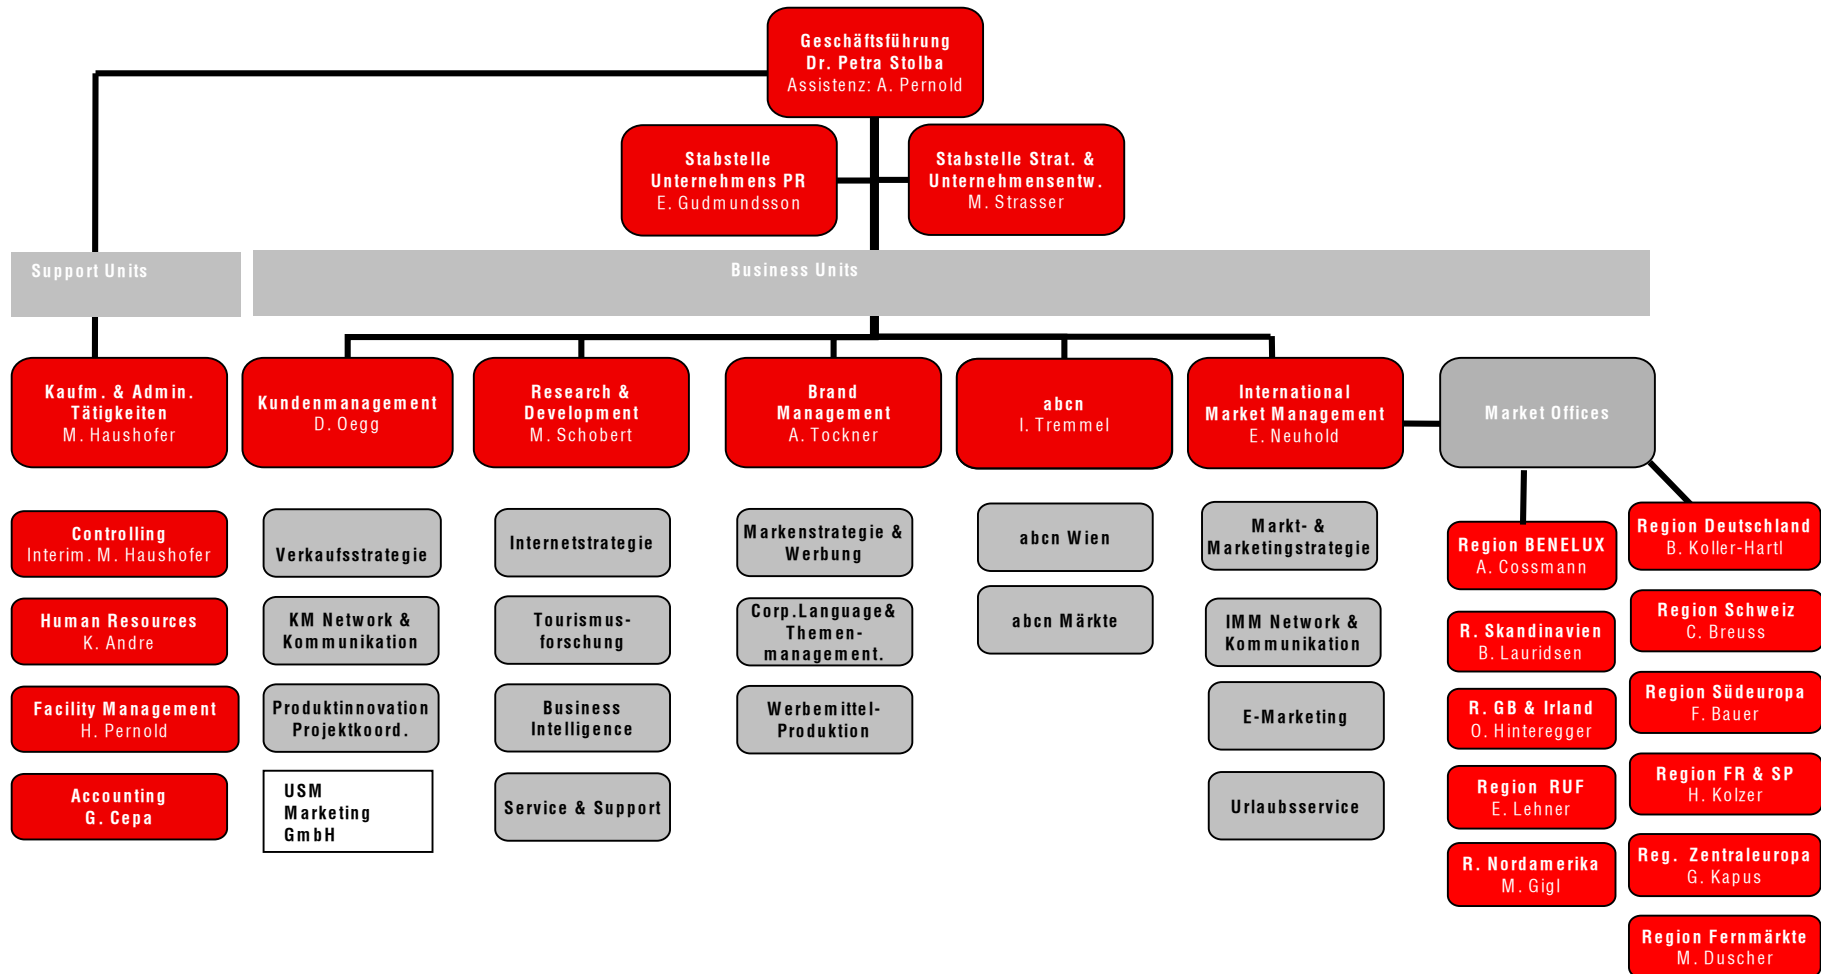 Geschäftsführung
Dr. Petra Stolba
Assistenz: A. Pernold
Stabstelle
Unternehmens PR
E. Gudmundsson
Stabstelle Strat. &
Unternehmensentw.
M. Strasser
Support Units
Business Units
Kaufm. & Admin.
Tätigkeiten
M. Haushofer
Kundenmanagement
D. Oegg
Research &
Development
M. Schobert
Brand
Management
A. Tockner
abcn
I. Tremmel
International
Market Management
E. Neuhold
Market Offices
Controlling
Interim. M. Haushofer
Human Resources
K. Andre
Facility Management
H. Pernold
Accounting
G. Cepa
Verkaufsstrategie
KM Network &
Kommunikation
Produktinnovation
Projektkoord.
USM
Marketing
GmbH
Internetstrategie
Tourismus-
forschung
Business
Intelligence
Service & Support
Markenstrategie &
Werbung
Corp.Language&
Themen-
management.
Werbemittel-
Produktion
abcn Wien
abcn Märkte
Markt- &
Marketingstrategie
IMM Network &
Kommunikation
E-Marketing
Urlaubsservice
Region BENELUX
A. Cossmann
R. Skandinavien
B. Lauridsen
R. GB & Irland
O. Hinteregger
Region RUF
E. Lehner
R. Nordamerika
M. Gigl
Region Deutschland
B. Koller-Hartl
Region Schweiz
C. Breuss
Region Südeuropa
F. Bauer
Region FR & SP
H. Kolzer
Reg. Zentraleuropa
G. Kapus
Region Fernmärkte
M. Duscher